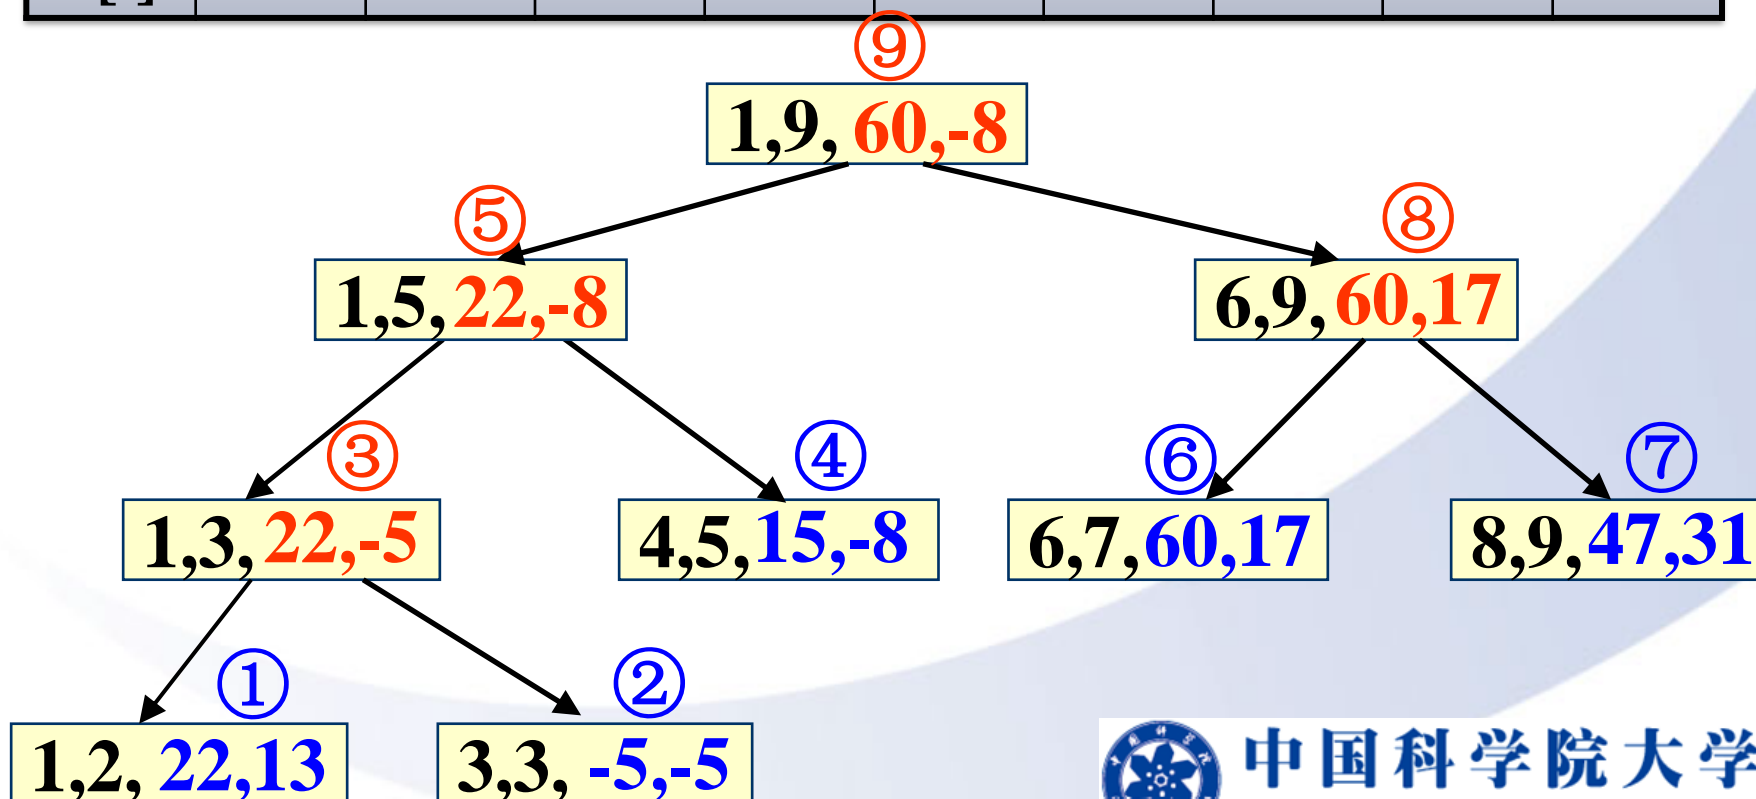 ⑨
1,9, 60,-8
⑤ ⑧
1,5, 22,-8 6,9, 60,17
③ ④ ⑥ ⑦
1,3, 22,-5 4,5, 15,-8 6,7, 60,17 8,9, 47,31
① ②
1,2, 22,13 3,3, -5,-5
中国科学院大学